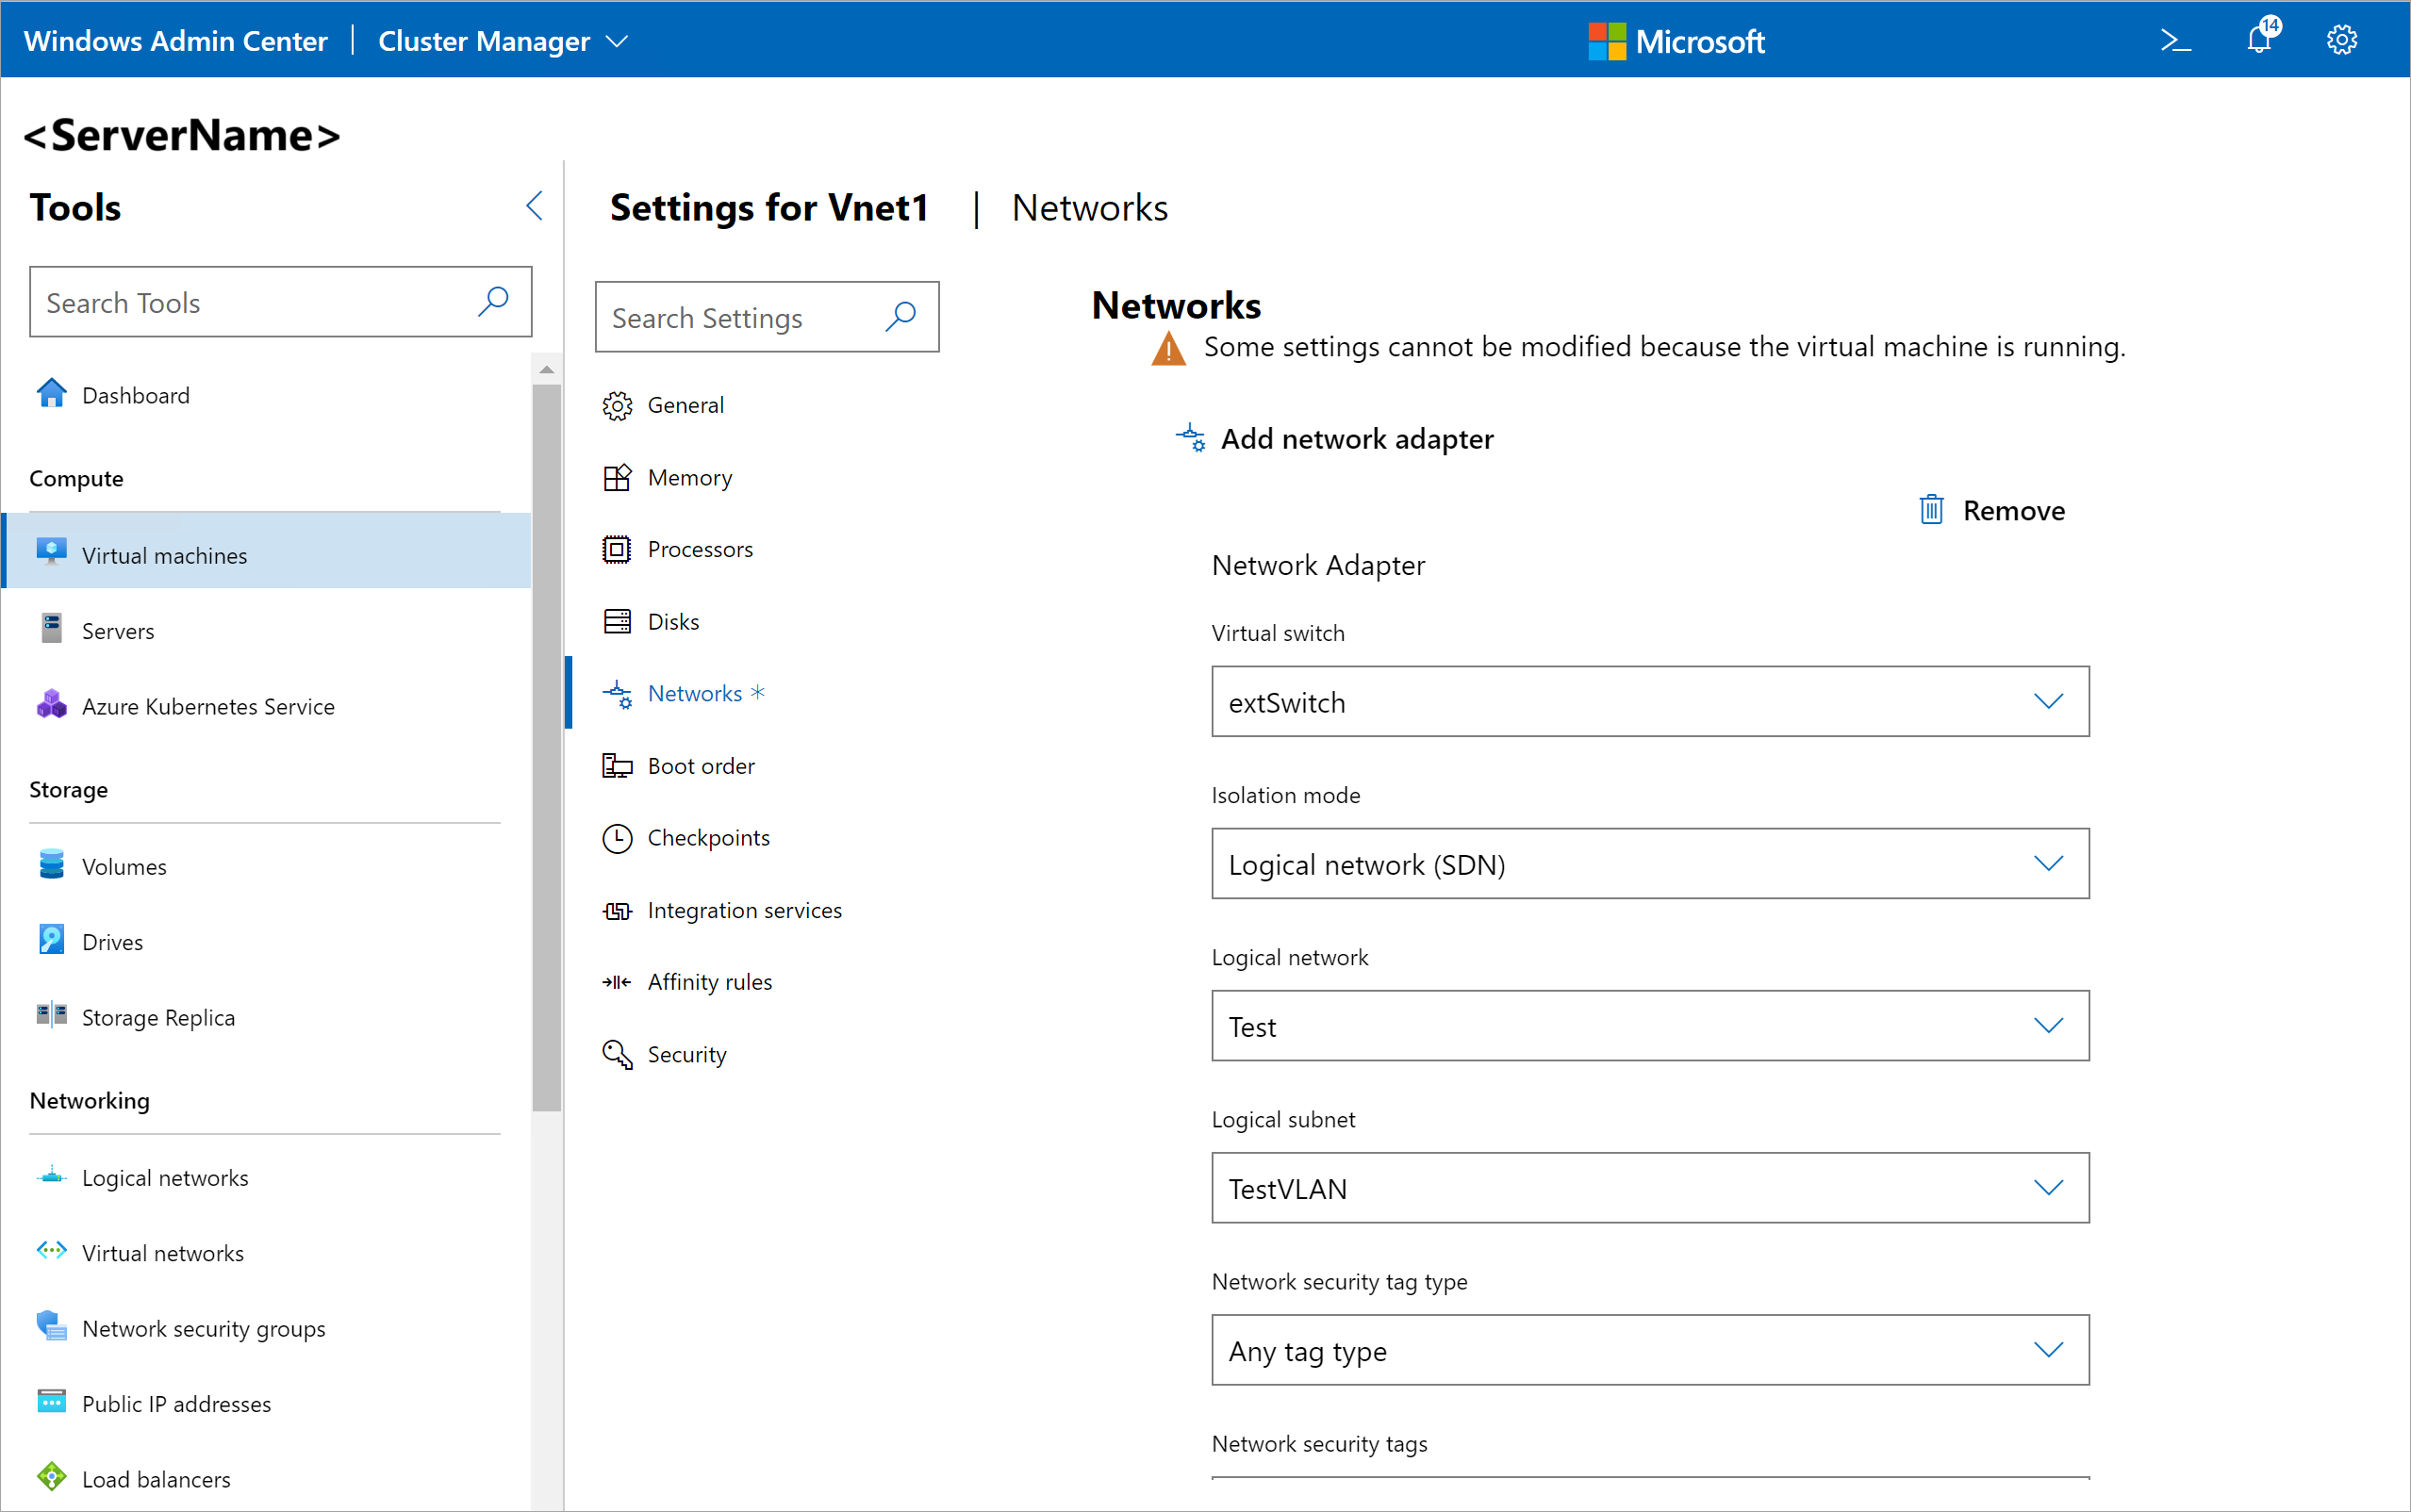 Windows Admin Center | Cluster Manager
Microsoft
14
<ServerName>
Tools
Search Tools
Dashboard
Compute
Virtual machines
Servers
Azure Kubernetes Service
Storage
Volumes
Drives
Storage Replica
Networking
Logical networks
Virtual networks
Network security groups
Public IP addresses
Load balancers
Settings for Vnet1 | Networks
Search Settings
General
Memory
Processors
Disks
Networks *
Boot order
Checkpoints
Integration services
Affinity rules
Security
Networks
Some settings cannot be modified because the virtual machine is running.
Add network adapter
Remove
Network Adapter
Virtual switch
extSwitch
Isolation mode
Logical network (SDN)
Logical network
Test
Logical subnet
TestVLAN
Network security tag type
Any tag type
Network security tags